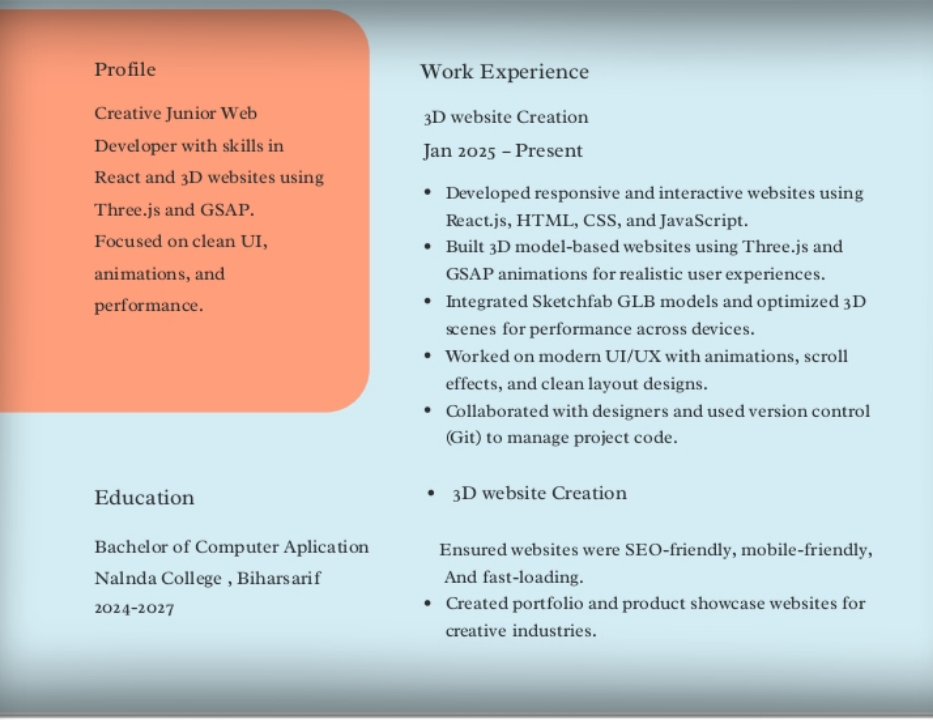 Profile
Creative Junior Web
Developer with skills in
React and 3D websites using
Three.js and GSAP.
Focused on clean UI,
animations, and
performance.
Education
Bachelor of Computer Aplication
Nalnda College , Biharsarif
2024-2027
Work Experience
3D website Creation
Jan 2025 – Present
• Developed responsive and interactive websites using
React.js, HTML, CSS, and JavaScript.
• Built 3D model-based websites using Three.js and
GSAP animations for realistic user experiences.
• Integrated Sketchfab GLB models and optimized 3D
scenes for performance across devices.
• Worked on modern UI/UX with animations, scroll
effects, and clean layout designs.
• Collaborated with designers and used version control
(Git) to manage project code.
• 3D website Creation
Ensured websites were SEO-friendly, mobile-friendly,
And fast-loading.
• Created portfolio and product showcase websites for
creative industries.